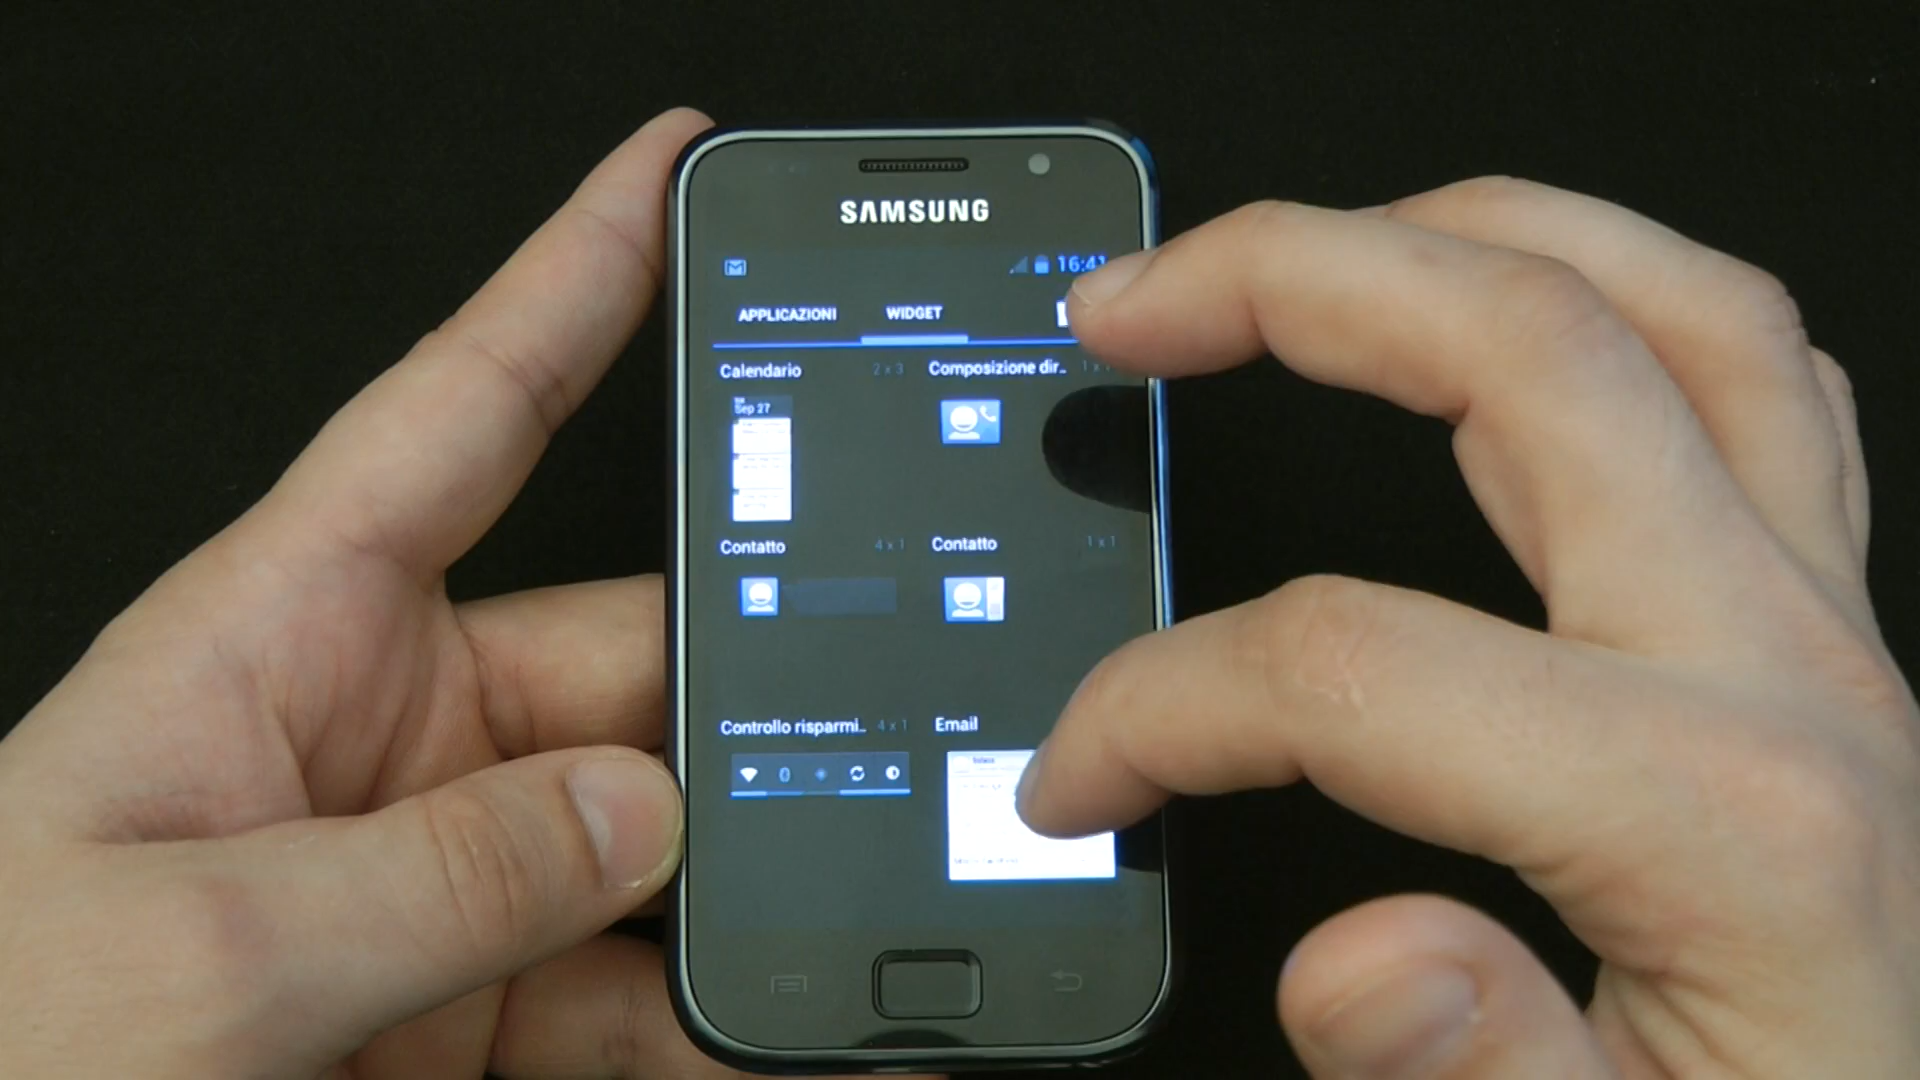 SAMSUNG
16:41
APPLICAZIONI WIDGET
Calendario 2 x 3 Composizione dir...
Sep 27
Contatto 4 x 1 Contatto 1 x 1
Controllo risparmi... 4 x 1 Email